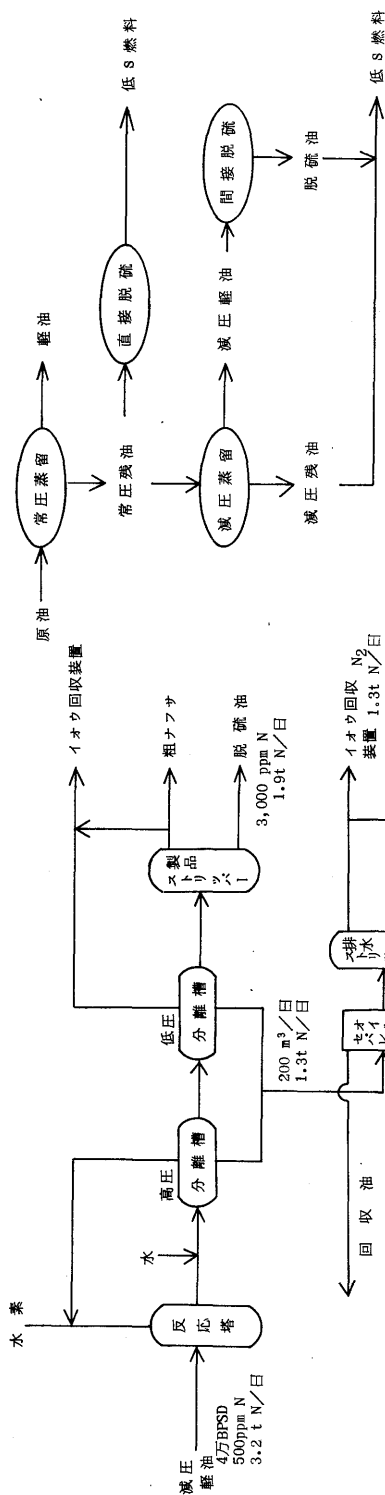 水素
反応塔
減圧
軽油
4万BPSD
500ppm N
3.2 t N/日
水
高圧
分離槽
低圧
分離槽
200 m³/日
1.3t N/日
製品
ストリッパー
イオウ回収装置
粗ナフサ
脱硫油
3,000 ppm N
1.9t N/日
回収油
セパ
オイ
排水
スト
イオウ回収 N₂
装置 1.3t N/日
原油
常圧蒸留
軽油
常圧残油
直接脱硫
低S燃料
減圧蒸留
減圧軽油
間接脱硫
脱硫油
減圧残油
低S燃料